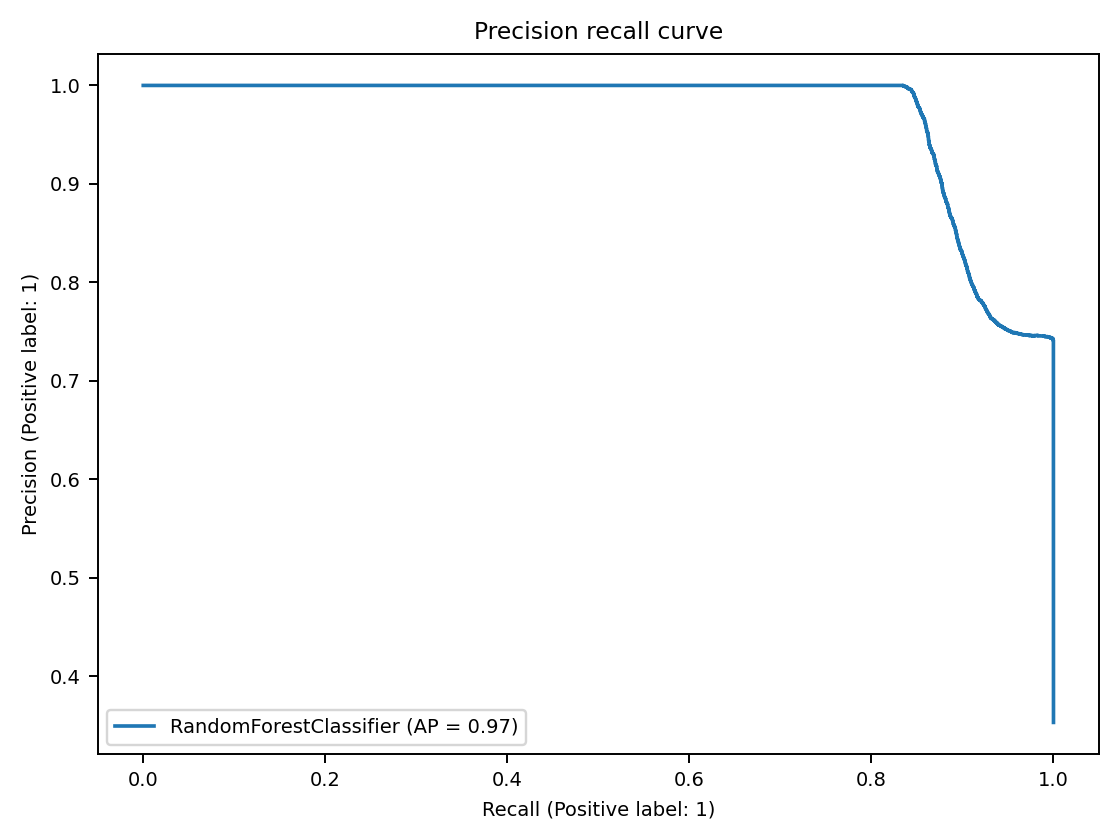 Precision recall curve
1.0
0.9
0.8
0.7
0.6
0.5
0.4
Precision (Positive label: 1)
RandomForestClassifier (AP = 0.97)
0.0 0.2 0.4 0.6 0.8 1.0
Recall (Positive label: 1)